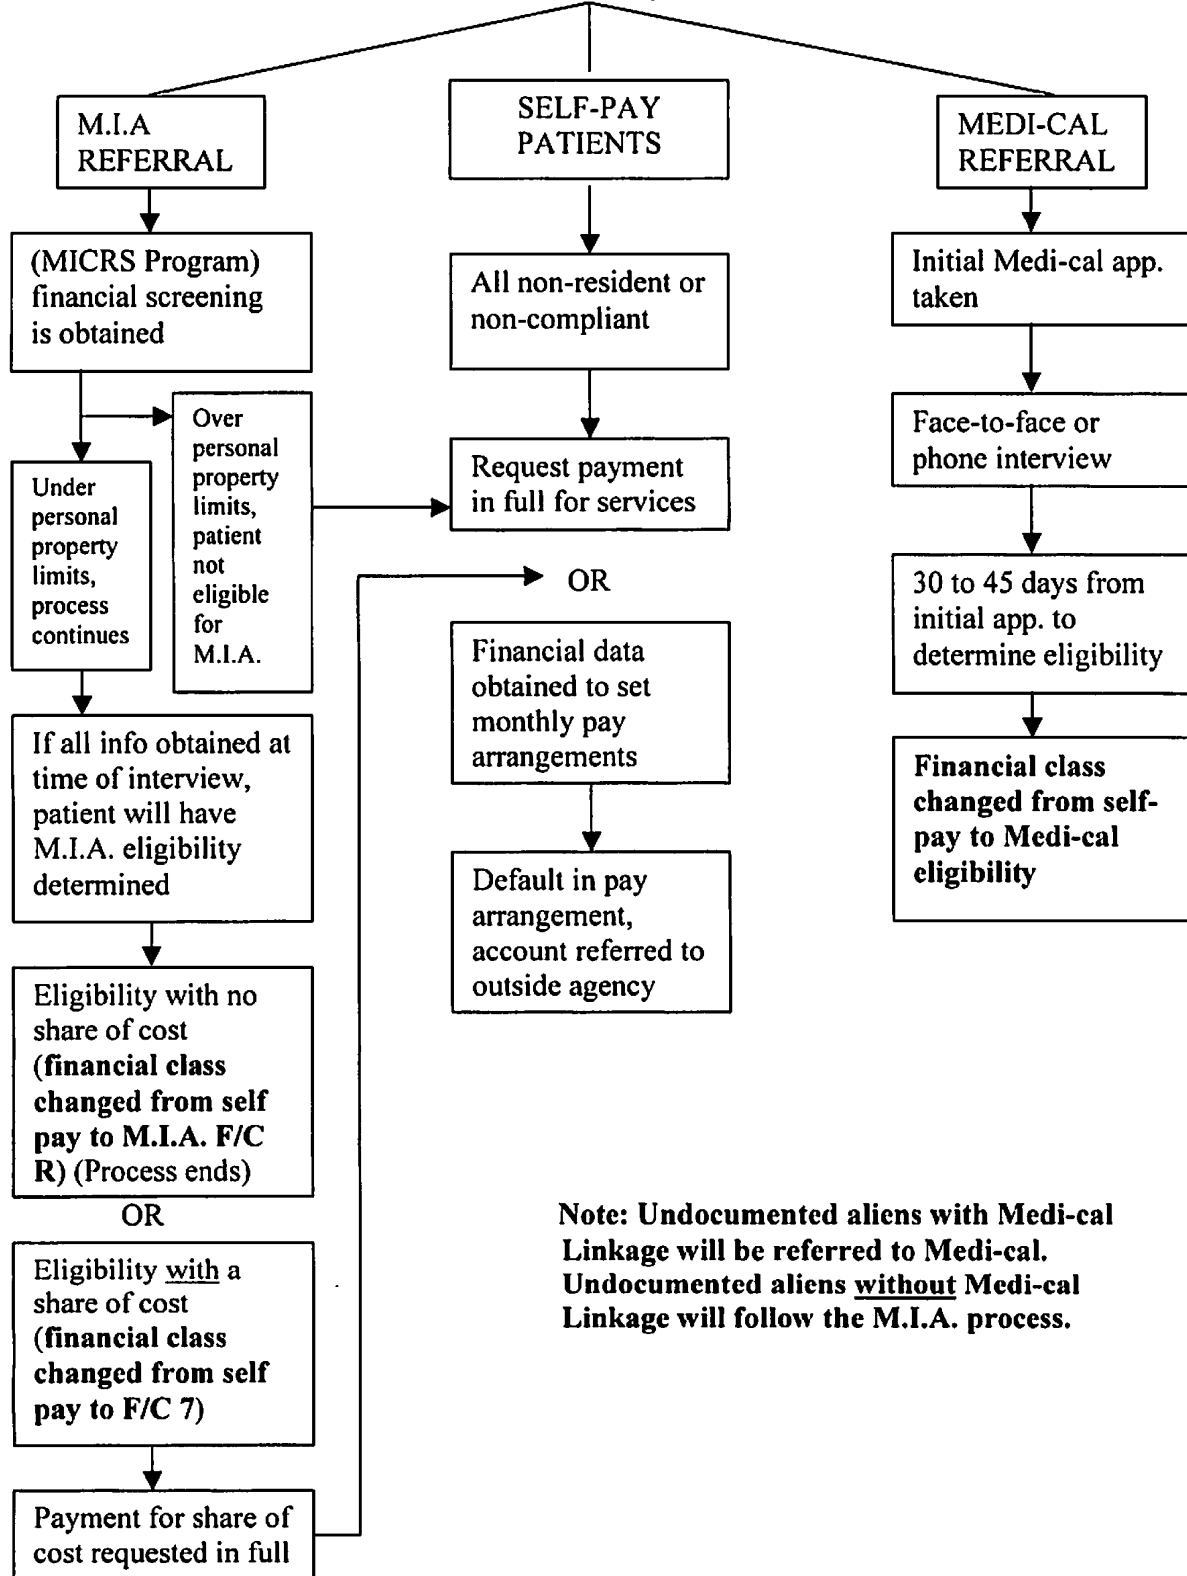 M.I.A
REFERRAL
(MICRS Program)
financial screening
is obtained
Over
personal
property
limits,
patient
not
eligible
for
M.I.A.
Under
personal
property
limits,
process
continues
If all info obtained at
time of interview,
patient will have
M.I.A. eligibility
determined
Eligibility with no
share of cost
(financial class
changed from self
pay to M.I.A. F/C
R) (Process ends)
OR
Eligibility with a
share of cost
(financial class
changed from self
pay to F/C 7)
Payment for share of
cost requested in full
SELF-PAY
PATIENTS
All non-resident or
non-compliant
Request payment
in full for services
OR
Financial data
obtained to set
monthly pay
arrangements
Default in pay
arrangement,
account referred to
outside agency
MEDI-CAL
REFERRAL
Initial Medi-cal app.
taken
Face-to-face or
phone interview
30 to 45 days from
initial app. to
determine eligibility
Financial class
changed from self-
pay to Medi-cal
eligibility
Note: Undocumented aliens with Medi-cal
Linkage will be referred to Medi-cal.
Undocumented aliens without Medi-cal
Linkage will follow the M.I.A. process.